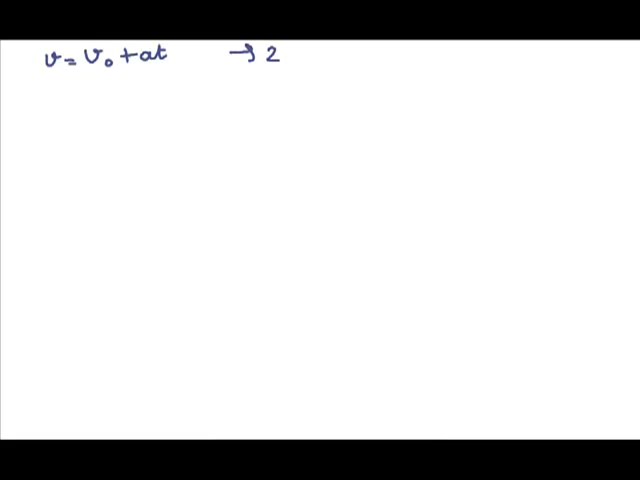 v = v₀ + at → 2